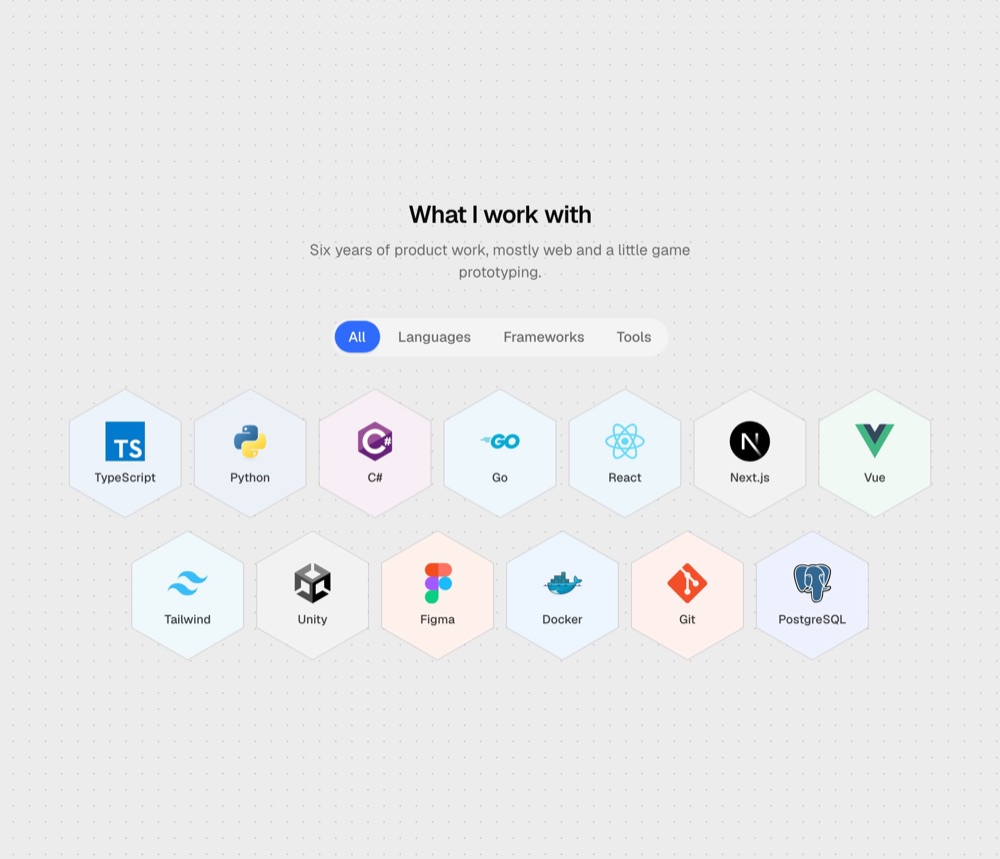 What I work with
Six years of product work, mostly web and a little game
prototyping.
All Languages Frameworks Tools
TS
TypeScript
Python
C#
C#
GO
Go
React
N
Next.js
Vue
Tailwind
Unity
Figma
Docker
Git
PostgreSQL